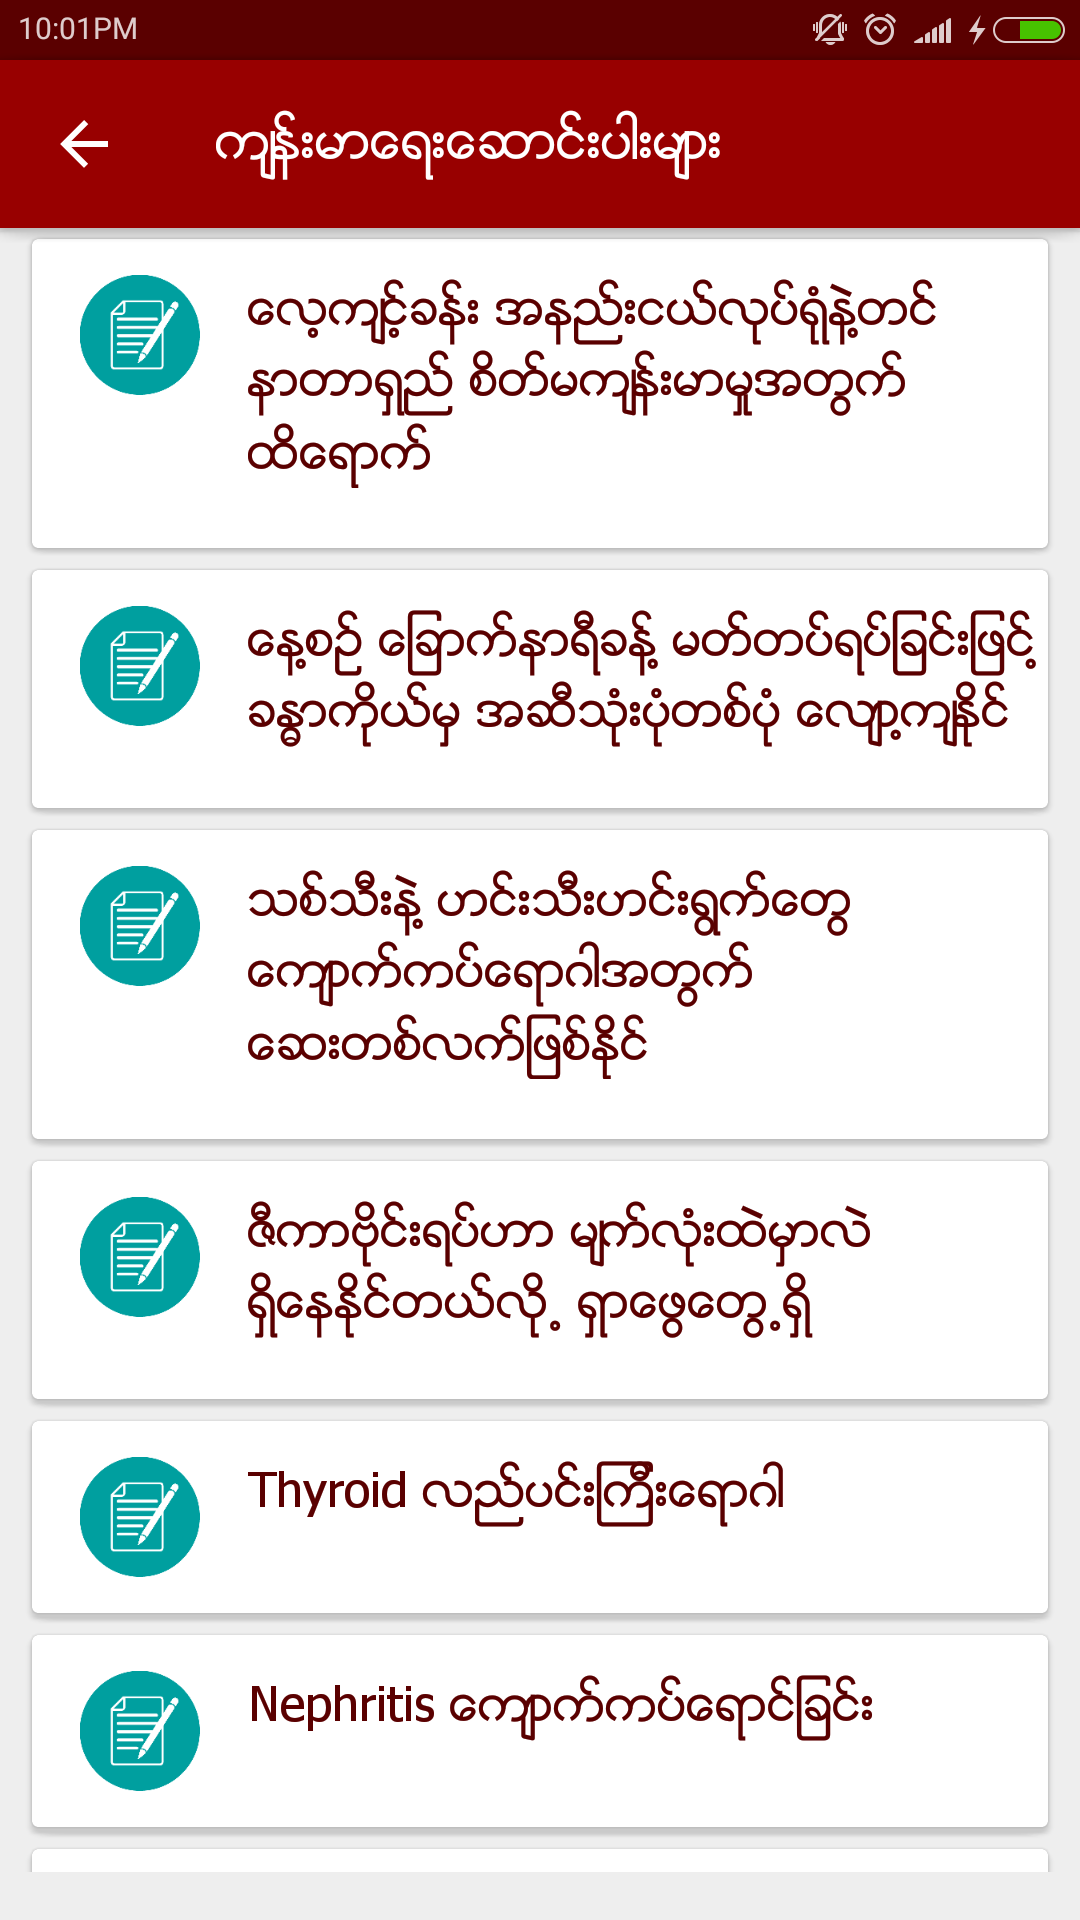 10:01PM
ကျန်းမာရေးဆောင်းပါးများ
လေ့ကျင့်ခန်း အနည်းငယ်လုပ်ရုံနဲ့တင်
နာတာရှည် စိတ်မကျန်းမာမှုအတွက်
ထိရောက်
နေ့စဉ် ခြောက်နာရီခန့် မတ်တပ်ရပ်ခြင်းဖြင့်
ခန္ဓာကိုယ်မှ အဆီသုံးပုံတစ်ပုံ လျော့ကျနိုင်
သစ်သီးနဲ့ ဟင်းသီးဟင်းရွက်တွေ
ကျောက်ကပ်ရောဂါအတွက်
ဆေးတစ်လက်ဖြစ်နိုင်
ဇီကာဗိုင်းရပ်ဟာ မျက်လုံးထဲမှာလဲ
ရှိနေနိုင်တယ်လို့ ရှာဖွေတွေ့ရှိ
Thyroid လည်ပင်းကြီးရောဂါ
Nephritis ကျောက်ကပ်ရောင်ခြင်း